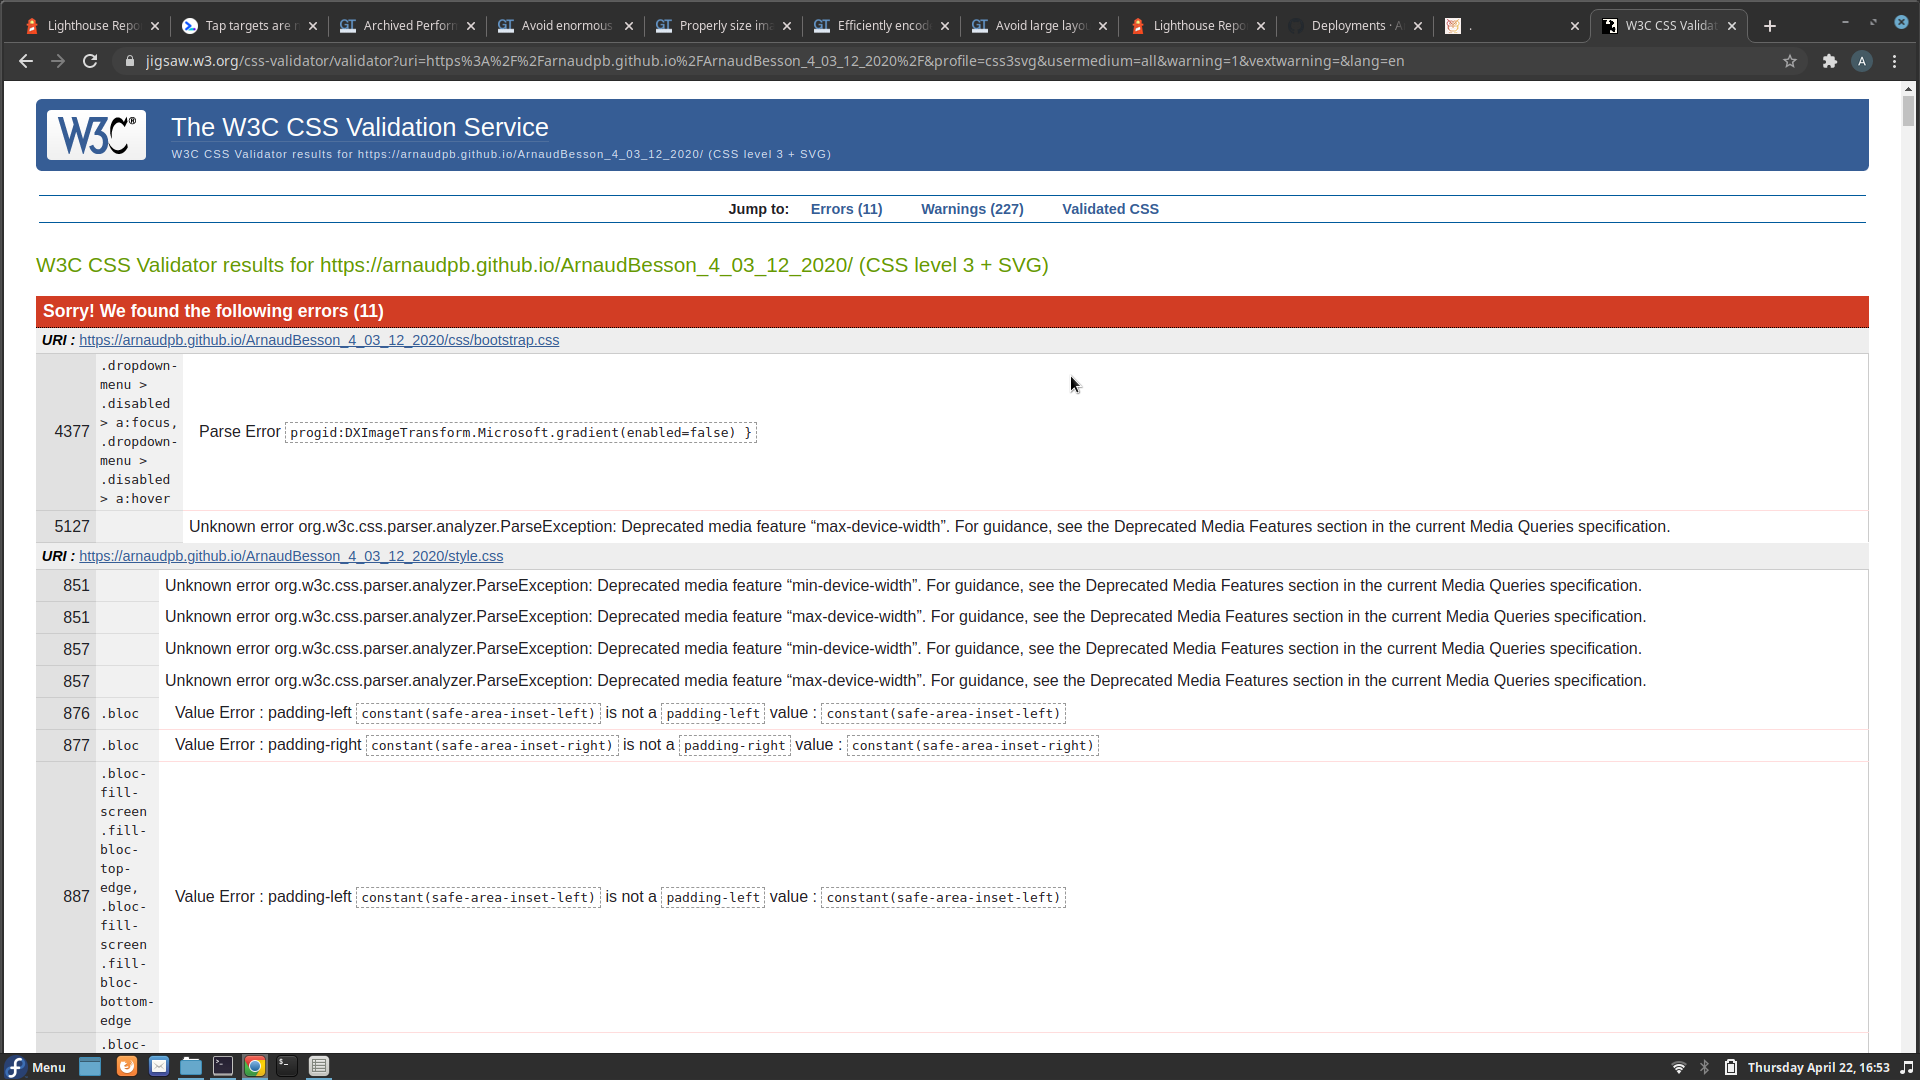 Lighthouse Repo
Tap targets are n
Archived Perform
Avoid enormous
Properly size ima
Efficiently encod
Avoid large layou
Lighthouse Repo
Deployments · A
.
W3C CSS Validat
jigsaw.w3.org/css-validator/validator?uri=https%3A%2F%2Farnaudpb.github.io%2FArnaudBesson_4_03_12_2020%2F&profile=css3svg&usermedium=all&warning=1&vextwarning=&lang=en
A
W3C®
The W3C CSS Validation Service
W3C CSS Validator results for https://arnaudpb.github.io/ArnaudBesson_4_03_12_2020/ (CSS level 3 + SVG)
Jump to: Errors (11) Warnings (227) Validated CSS
W3C CSS Validator results for https://arnaudpb.github.io/ArnaudBesson_4_03_12_2020/ (CSS level 3 + SVG)
Sorry! We found the following errors (11)
URI : https://arnaudpb.github.io/ArnaudBesson_4_03_12_2020/css/bootstrap.css
4377
.dropdown-
menu >
.disabled
> a:focus,
.dropdown-
menu >
.disabled
> a:hover
Parse Error progid:DXImageTransform.Microsoft.gradient(enabled=false) }
5127 Unknown error org.w3c.css.parser.analyzer.ParseException: Deprecated media feature “max-device-width”. For guidance, see the Deprecated Media Features section in the current Media Queries specification.
URI : https://arnaudpb.github.io/ArnaudBesson_4_03_12_2020/style.css
851 Unknown error org.w3c.css.parser.analyzer.ParseException: Deprecated media feature “min-device-width”. For guidance, see the Deprecated Media Features section in the current Media Queries specification.
851 Unknown error org.w3c.css.parser.analyzer.ParseException: Deprecated media feature “max-device-width”. For guidance, see the Deprecated Media Features section in the current Media Queries specification.
857 Unknown error org.w3c.css.parser.analyzer.ParseException: Deprecated media feature “min-device-width”. For guidance, see the Deprecated Media Features section in the current Media Queries specification.
857 Unknown error org.w3c.css.parser.analyzer.ParseException: Deprecated media feature “max-device-width”. For guidance, see the Deprecated Media Features section in the current Media Queries specification.
876 .bloc Value Error : padding-left constant(safe-area-inset-left) is not a padding-left value : constant(safe-area-inset-left)
877 .bloc Value Error : padding-right constant(safe-area-inset-right) is not a padding-right value : constant(safe-area-inset-right)
887
.bloc-
fill-
screen
.fill-
bloc-
top-
edge,
.bloc-
fill-
screen
.fill-
bloc-
bottom-
edge
Value Error : padding-left constant(safe-area-inset-left) is not a padding-left value : constant(safe-area-inset-left)
.bloc-
Menu
Thursday April 22, 16:53